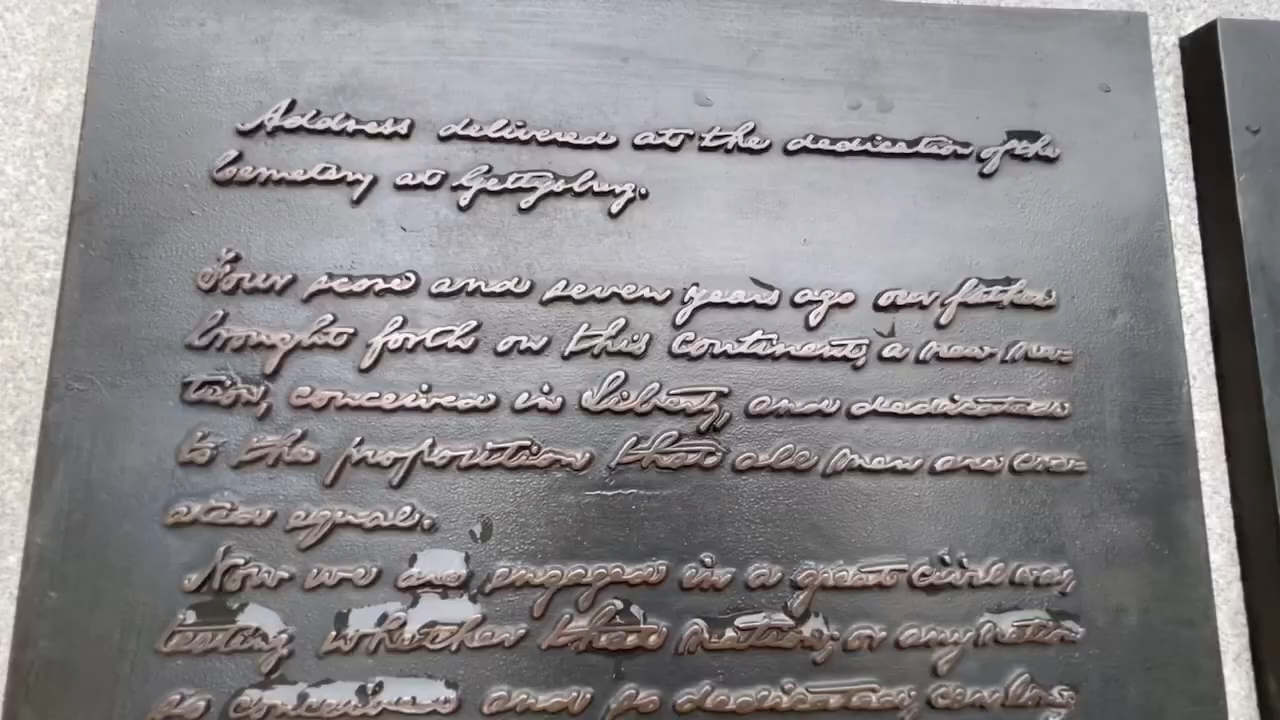 Address delivered at the dedication of the
Cemetery at Gettysburg.
Four score and seven years ago our fathers
brought forth on this continent, a new na-
tion, conceived in Liberty, and dedicated
to the proposition that all men are cre-
ated equal.
Now we are engaged in a great civil war,
testing whether that nation, or any nation
so conceived and so dedicated, can long